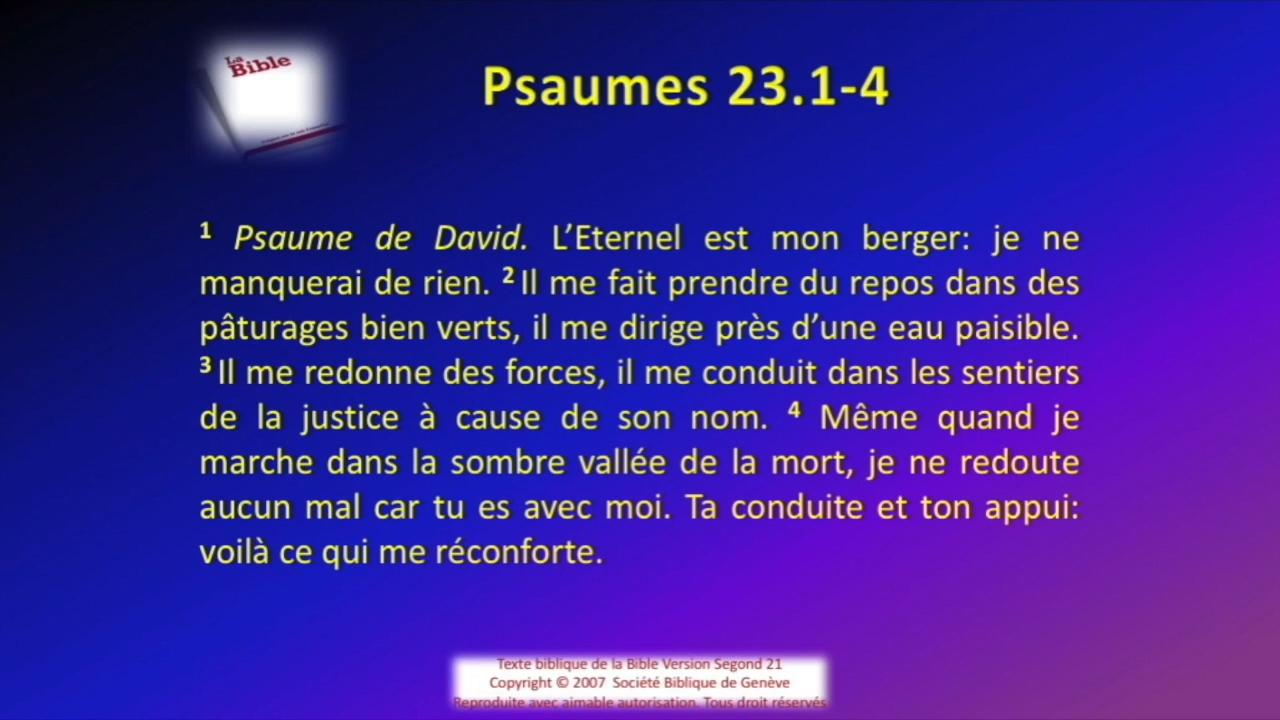 La
Bible
Psaumes 23.1-4
¹ Psaume de David. L’Eternel est mon berger: je ne
manquerai de rien. ² Il me fait prendre du repos dans des
pâturages bien verts, il me dirige près d’une eau paisible.
³ Il me redonne des forces, il me conduit dans les sentiers
de la justice à cause de son nom. ⁴ Même quand je
marche dans la sombre vallée de la mort, je ne redoute
aucun mal car tu es avec moi. Ta conduite et ton appui:
voilà ce qui me réconforte.
Texte biblique de la Bible Version Segond 21
Copyright © 2007 Société Biblique de Genève
Reproduite avec aimable autorisation. Tous droit réservés